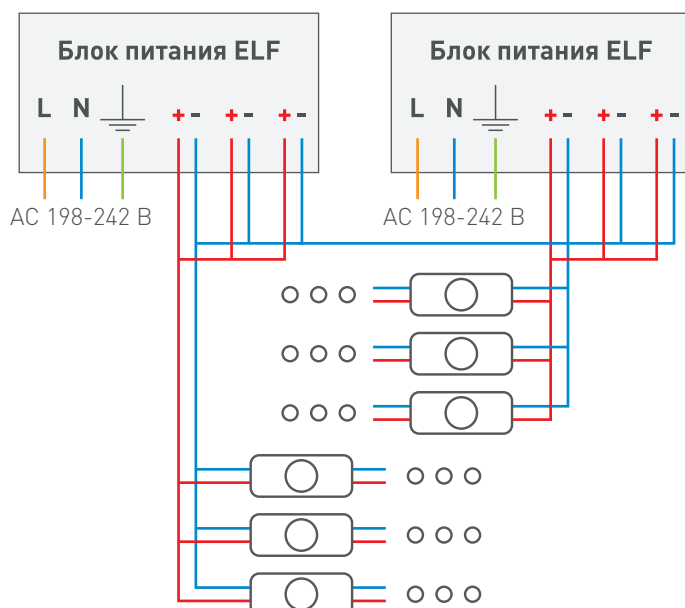 Блок питания ELF
L N + - + - + -
AC 198-242 В
Блок питания ELF
L N + - + - + -
AC 198-242 В